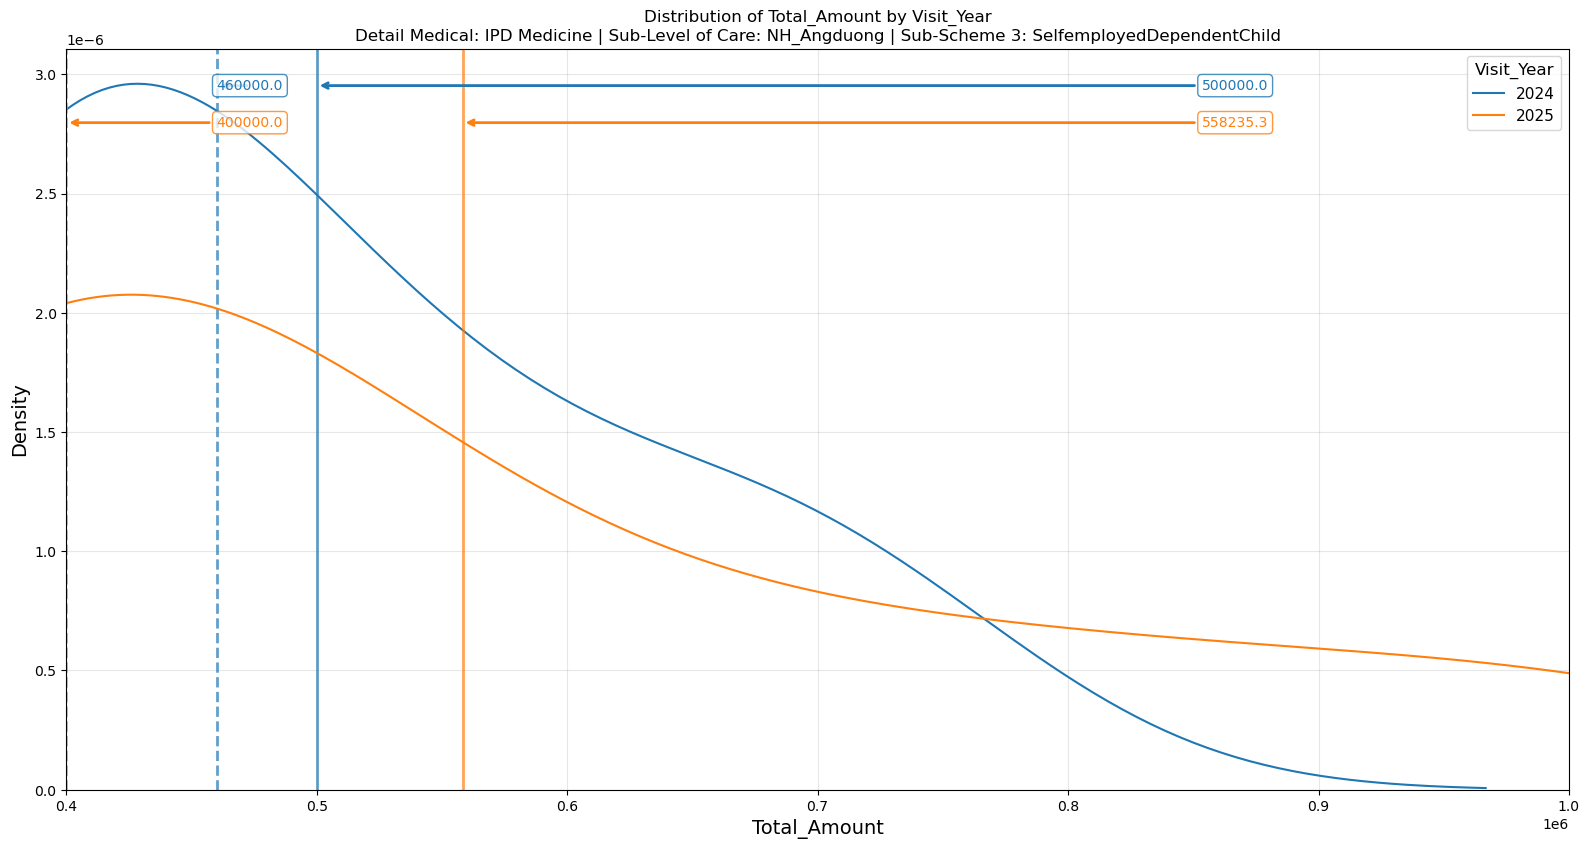 Distribution of Total_Amount by Visit_Year
Detail Medical: IPD Medicine | Sub-Level of Care: NH_Angduong | Sub-Scheme 3: SelfemployedDependentChild
1e−6
3.0
2.5
2.0
1.5
1.0
0.5
0.0
Density
460000.0
500000.0
400000.0
558235.3
Visit_Year
2024
2025
0.4
0.5
0.6
0.7
0.8
0.9
1.0
1e6
Total_Amount